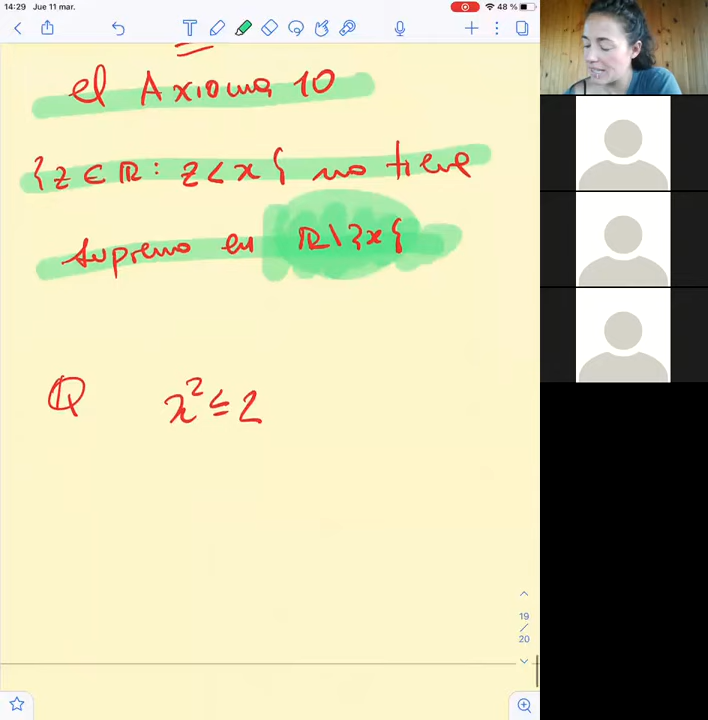 14:29 Jue 11 mar.
48 %
el Axioma 10
{z ∈ ℝ : z < x} no tiene
supremo en ℝ\{x}
ℚ x² ≤ 2
19
/
20